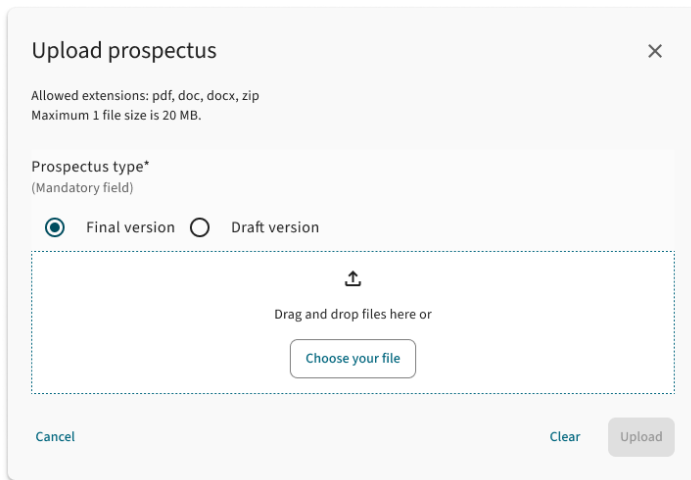 Upload prospectus
Allowed extensions: pdf, doc, docx, zip
Maximum 1 file size is 20 MB.
Prospectus type*
(Mandatory field)
Final version Draft version
Drag and drop files here or
Choose your file
Cancel Clear Upload